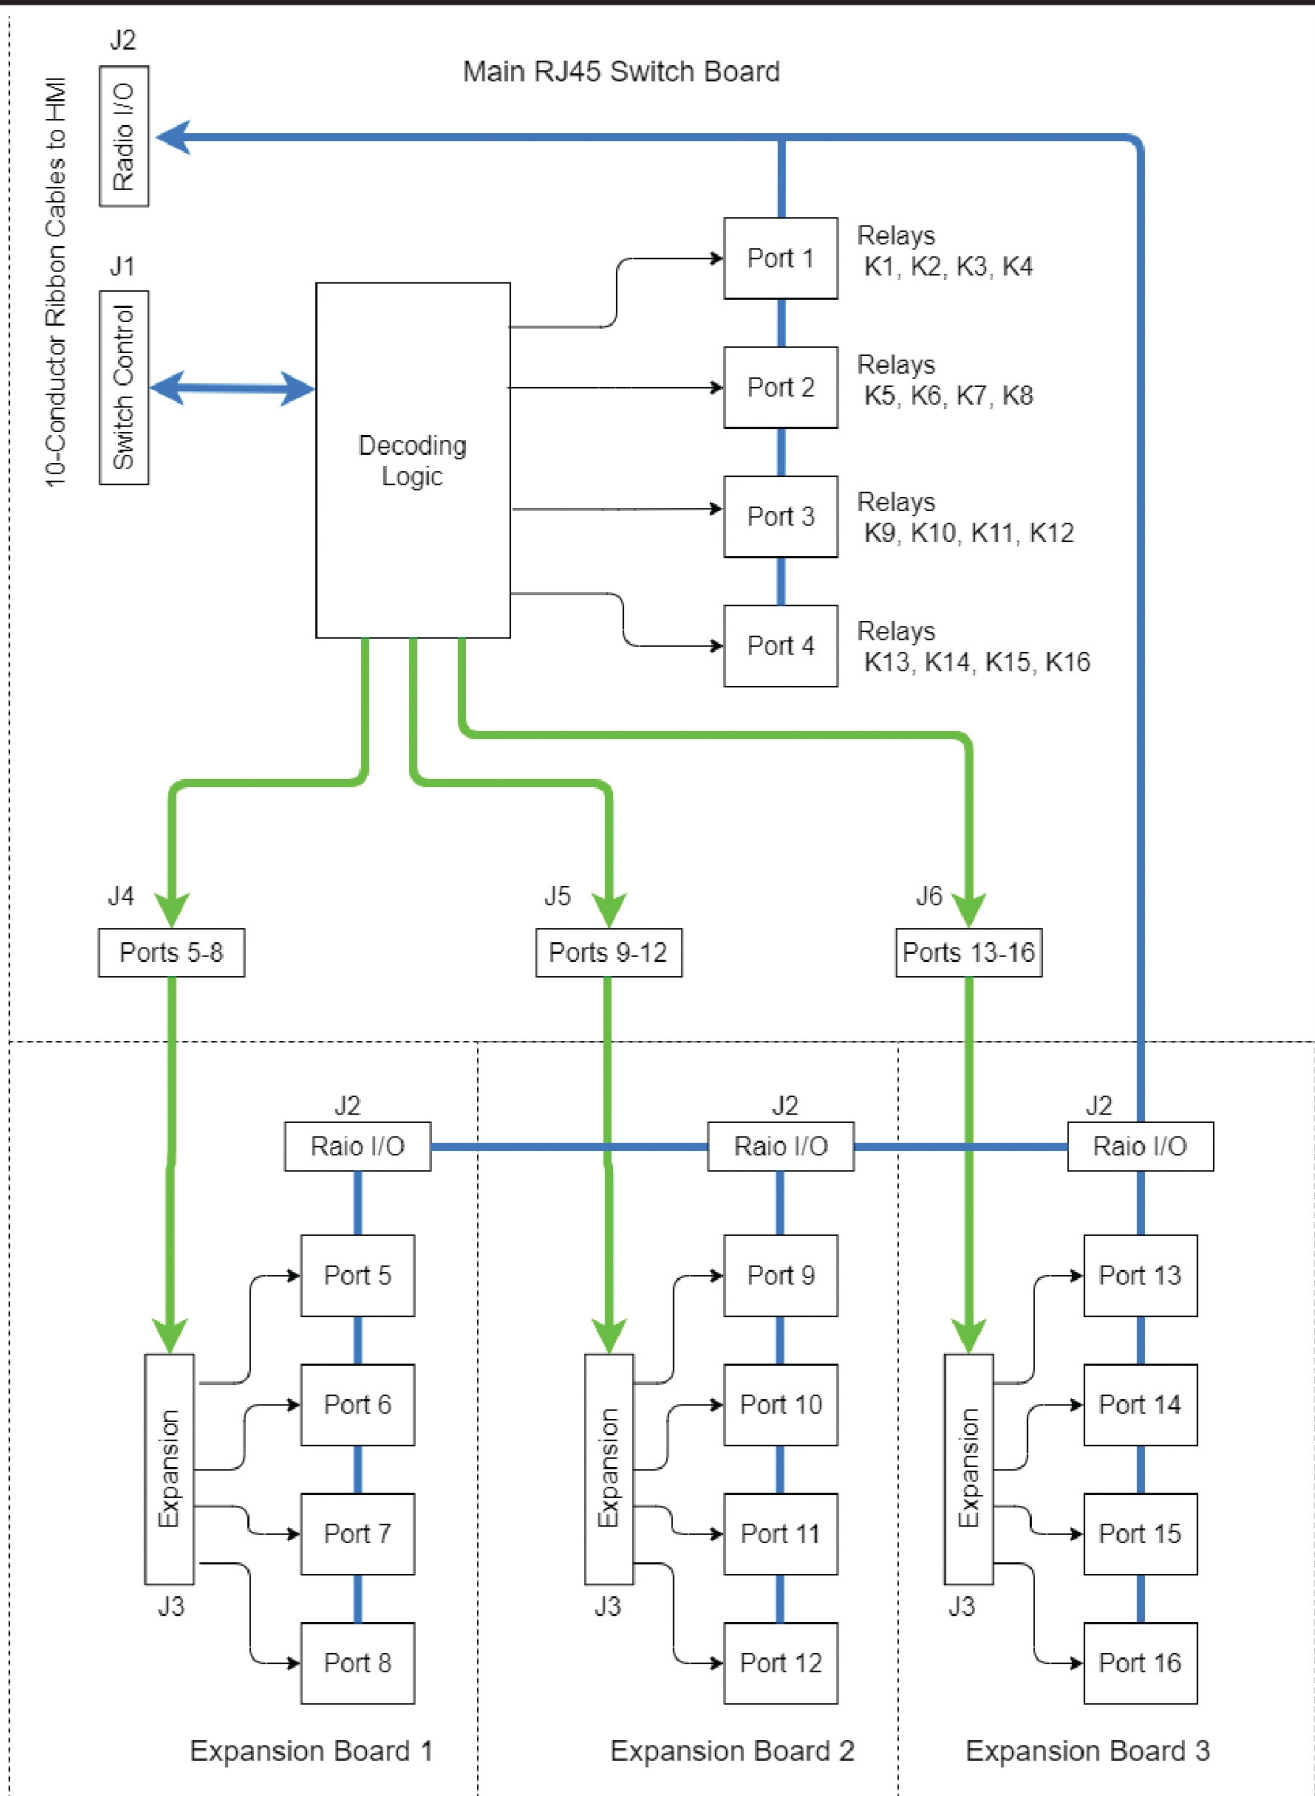 J2
Main RJ45 Switch Board
Radio I/O
10-Conductor Ribbon Cables to HMI
J1
Switch Control
Decoding
Logic
Port 1
Relays
K1, K2, K3, K4
Port 2
Relays
K5, K6, K7, K8
Port 3
Relays
K9, K10, K11, K12
Port 4
Relays
K13, K14, K15, K16
J4
Ports 5-8
J5
Ports 9-12
J6
Ports 13-16
J2
Raio I/O
Port 5
Port 6
Port 7
Port 8
Expansion
J3
Expansion Board 1
J2
Raio I/O
Port 9
Port 10
Port 11
Port 12
Expansion
J3
Expansion Board 2
J2
Raio I/O
Port 13
Port 14
Port 15
Port 16
Expansion
J3
Expansion Board 3